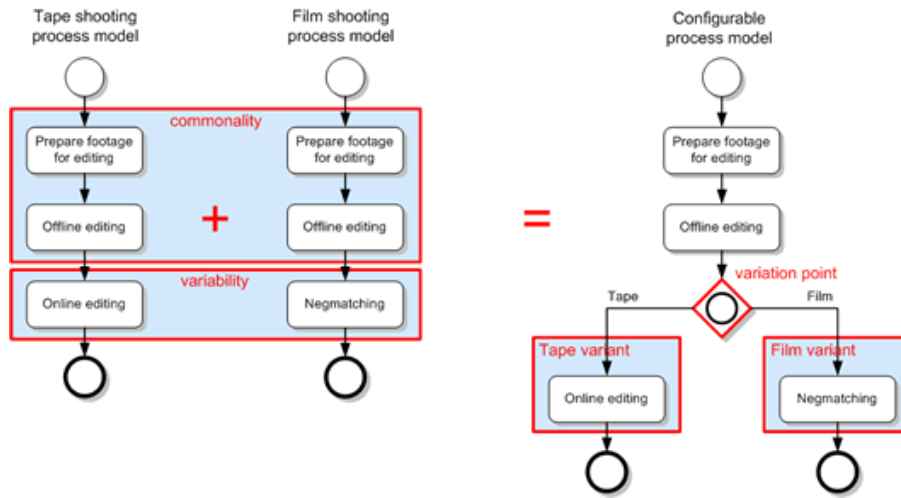 Tape shooting
process model
Film shooting
process model
Configurable
process model
commonality
Prepare footage
for editing
Prepare footage
for editing
Prepare footage
for editing
Offline editing
+
Offline editing
=
Offline editing
variability
variation point
Online editing
Negmatching
Tape
Film
Tape variant
Film variant
Online editing
Negmatching